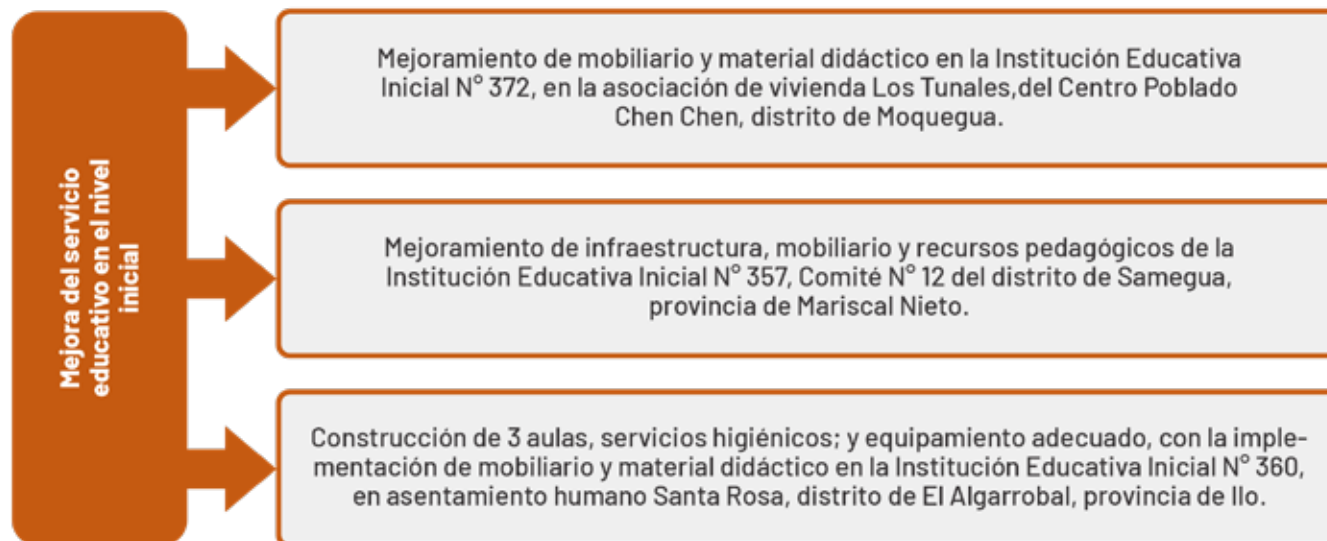 Mejora del servicio
educativo en el nivel
inicial
Mejoramiento de mobiliario y material didáctico en la Institución Educativa
Inicial N° 372, en la asociación de vivienda Los Tunales,del Centro Poblado
Chen Chen, distrito de Moquegua.
Mejoramiento de infraestructura, mobiliario y recursos pedagógicos de la
Institución Educativa Inicial N° 357, Comité N° 12 del distrito de Samegua,
provincia de Mariscal Nieto.
Construcción de 3 aulas, servicios higiénicos; y equipamiento adecuado, con la imple-
mentación de mobiliario y material didáctico en la Institución Educativa Inicial N° 360,
en asentamiento humano Santa Rosa, distrito de El Algarrobal, provincia de Ilo.